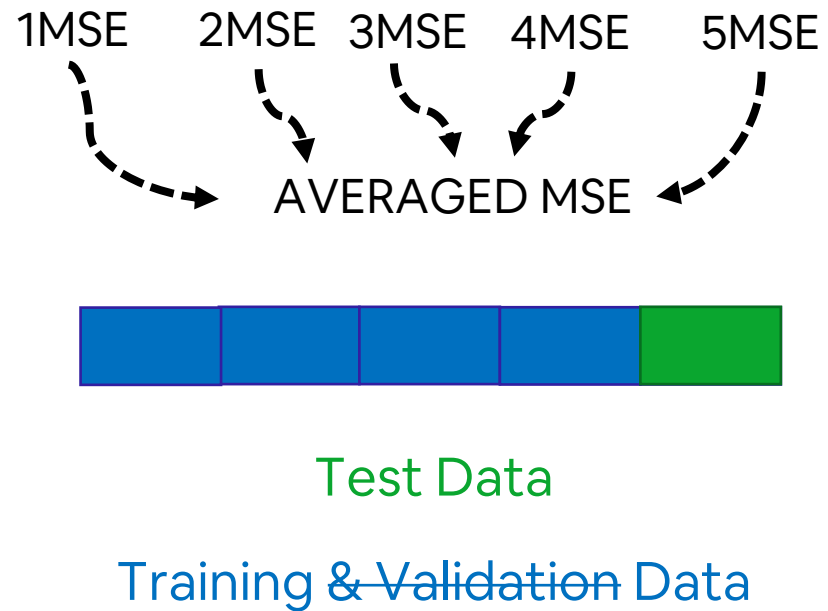 1MSE 2MSE 3MSE 4MSE 5MSE
AVERAGED MSE
Test Data
Training & Validation Data